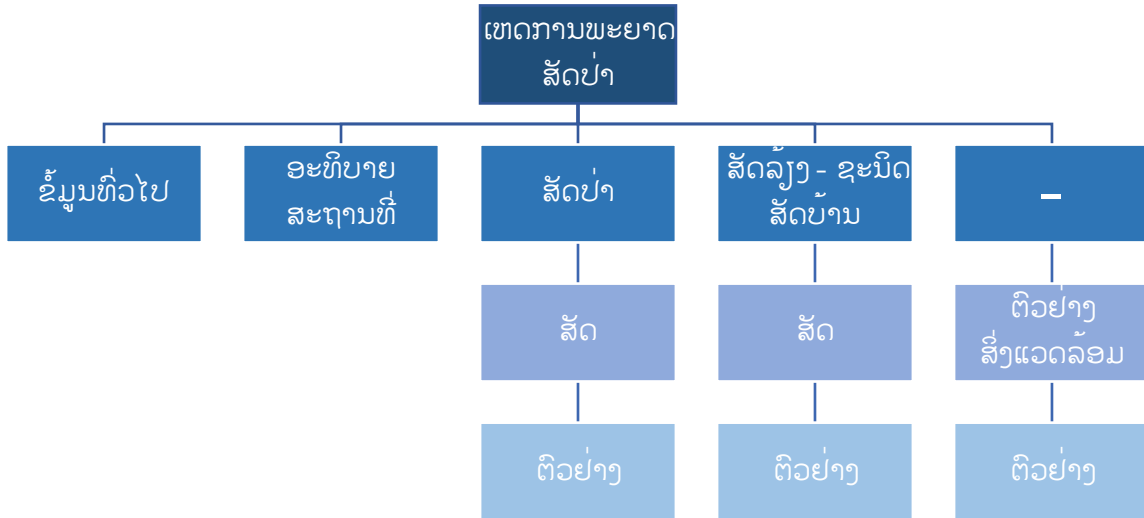 ເຫດການພະຍາດ
ສັດປ່າ
ຂໍ້ມູນທົ່ວໄປ
ອະທິບາຍ
ສະຖານທີ່
ສັດປ່າ
ສັດລ້ຽງ - ຊະນິດ
ສັດບ້ານ
–
ສັດ
ສັດ
ຕົວຢ່າງ
ສິ່ງແວດລ້ອມ
ຕົວຢ່າງ
ຕົວຢ່າງ
ຕົວຢ່າງ